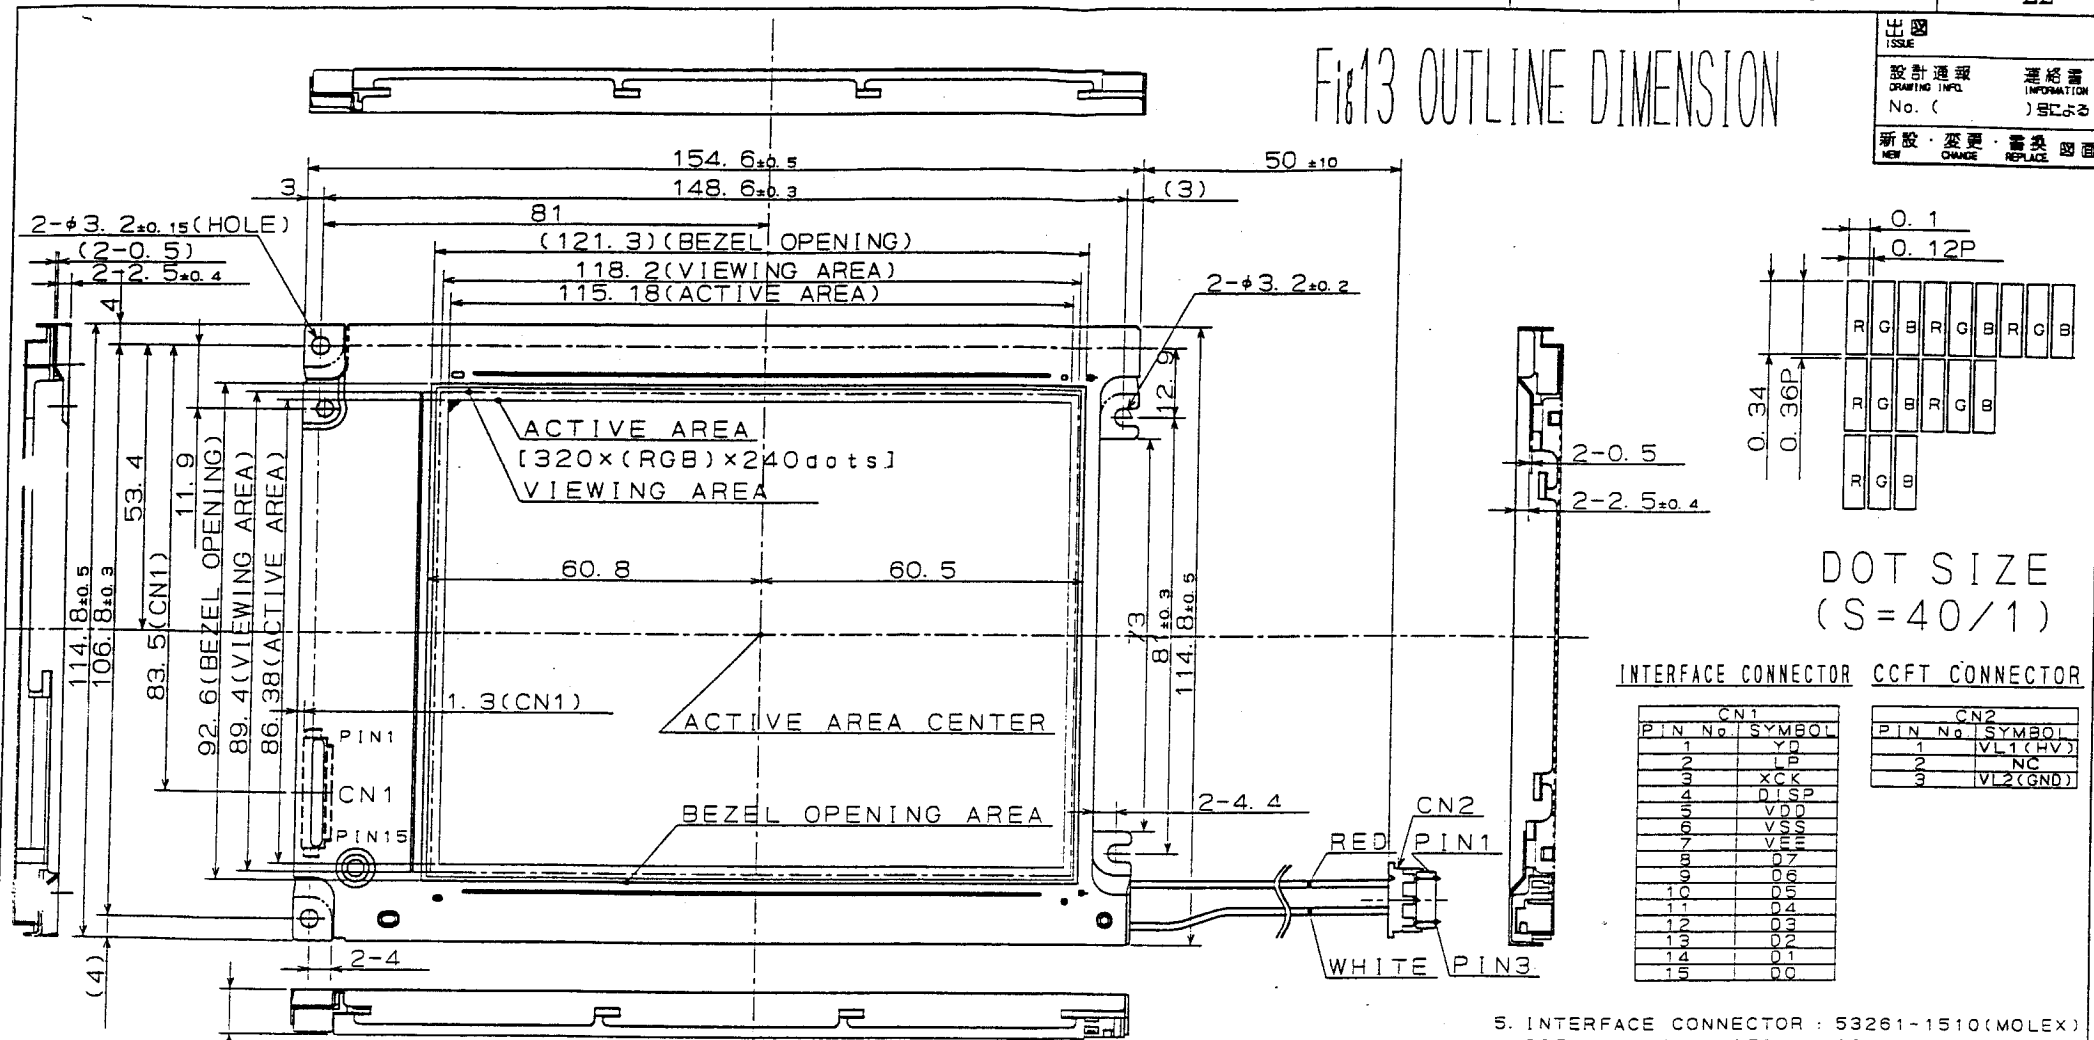 出図
ISSUE
設計通報 連絡書
DRAWING INFO. INFORMATION
No. ( )号による
新設・変更・書換 図面
NEW CHANGE REPLACE
Fig13 OUTLINE DIMENSION
154. 6±0. 5
50 ±10
3
148. 6±0. 3
(3)
81
2-φ3. 2±0. 15(HOLE)
(121. 3)(BEZEL OPENING)
(2-0. 5)
2-2. 5±0. 4
118. 2(VIEWING AREA)
115. 18(ACTIVE AREA)
2-φ3. 2±0. 2
4
0. 1
0. 12P
R G B R G B R G B
R G B R G B
R G B
0. 34
0. 36P
12. 9
ACTIVE AREA
[320×(RGB)×240dots]
VIEWING AREA
2-0. 5
2-2. 5±0. 4
53. 4
11. 9
114. 8±0. 5
106. 8±0. 3
83. 5(CN1)
92. 6(BEZEL OPENING)
89. 4(VIEWING AREA)
86. 38(ACTIVE AREA)
60. 8
60. 5
73
±0. 3
114. 8±0. 5
DOT SIZE
(S=40/1)
1. 3(CN1)
ACTIVE AREA CENTER
PIN1
CN1
PIN15
BEZEL OPENING AREA
2-4. 4
CN2
RED
PIN1
WHITE
PIN3
2-4
(4)
INTERFACE CONNECTOR
CN1
PIN No. SYMBOL
1 YD
2 LP
3 XCK
4 DISP
5 VDD
6 VSS
7 VEE
8 D7
9 D6
10 D5
11 D4
12 D3
13 D2
14 D1
15 D0
CCFT CONNECTOR
CN2
PIN No. SYMBOL
1 VL1(HV)
2 NC
3 VL2(GND)
5. INTERFACE CONNECTOR : 53261-1510(MOLEX)